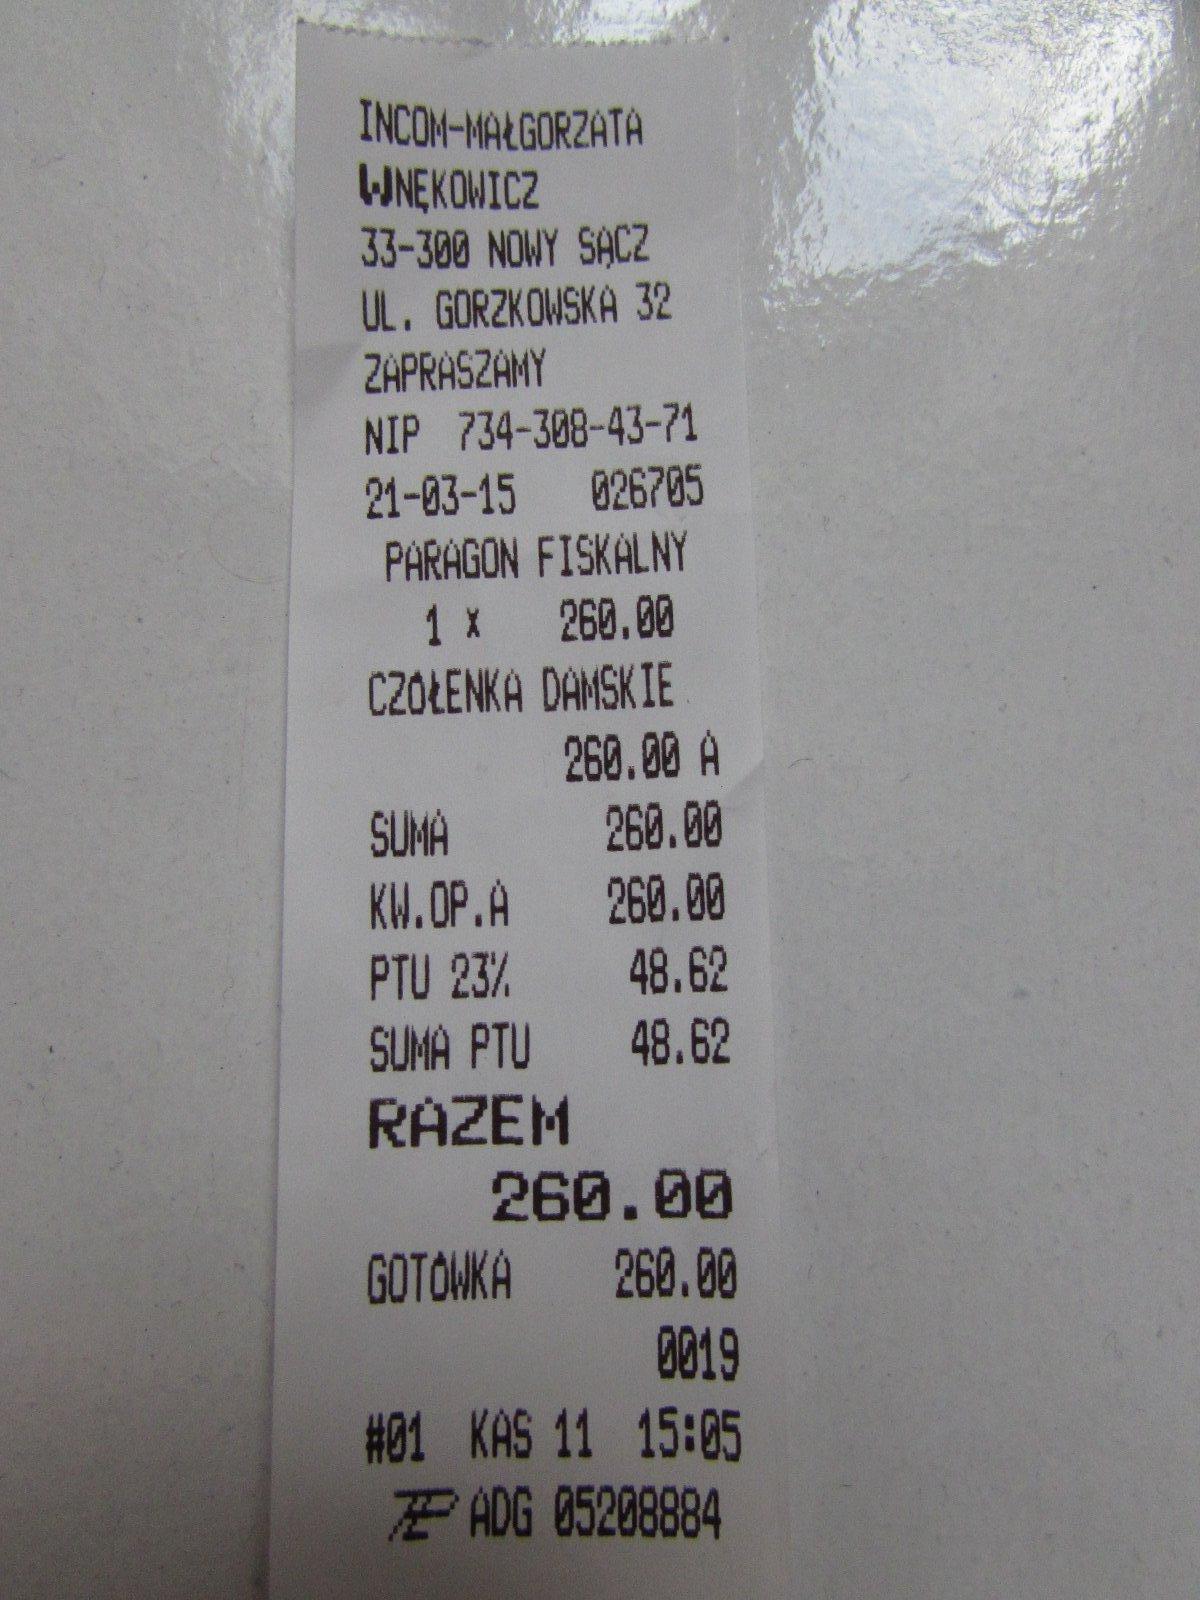 INCOM-MAŁGORZATA
WNĘKOWICZ
33-300 NOWY SĄCZ
UL. GORZKOWSKA 32
ZAPRASZAMY
NIP 734-308-43-71
21-03-15 026705
PARAGON FISKALNY
1 x 260.00
CZÓŁENKA DAMSKIE
260.00 A
SUMA 260.00
KW.OP.A 260.00
PTU 23% 48.62
SUMA PTU 48.62
RAZEM
260.00
GOTÓWKA 260.00
0019
#01 KAS 11 15:05
ADG 05208884